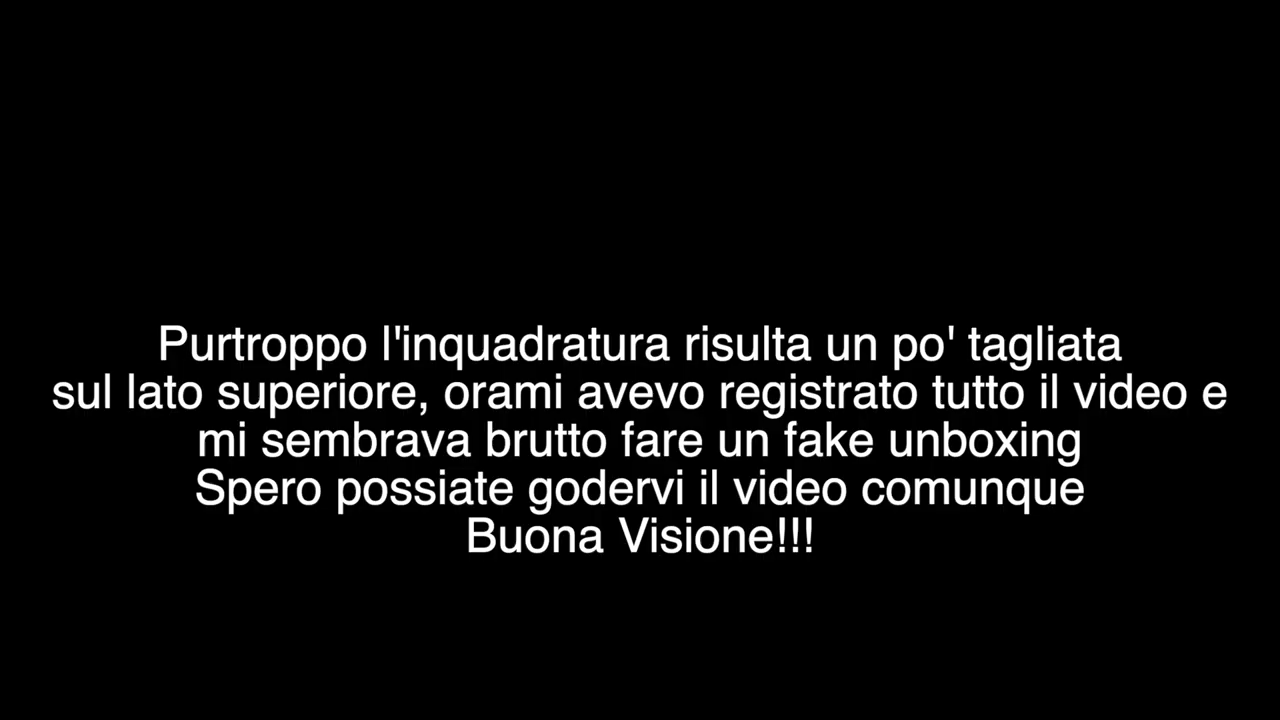 Purtroppo l'inquadratura risulta un po' tagliata
sul lato superiore, orami avevo registrato tutto il video e
mi sembrava brutto fare un fake unboxing
Spero possiate godervi il video comunque
Buona Visione!!!